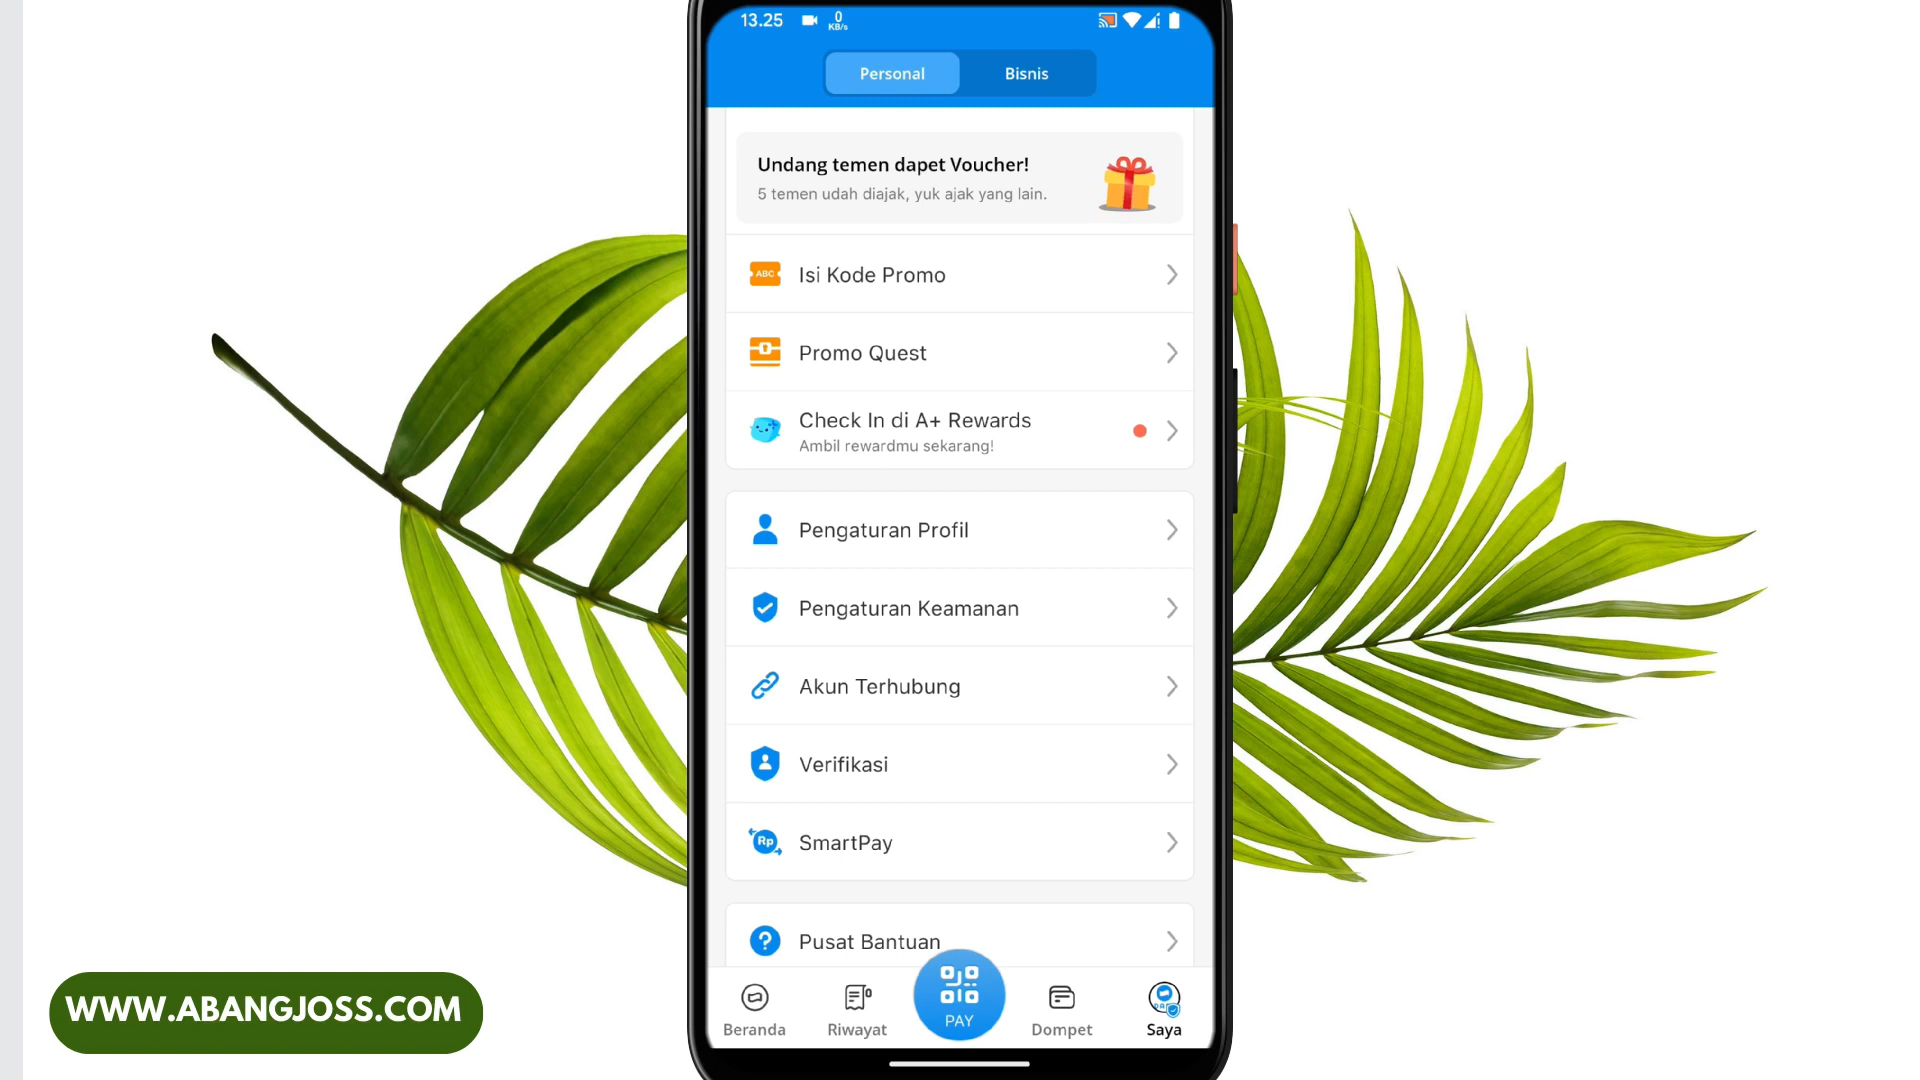 13.25
0
KB/s
Personal
Bisnis
Undang temen dapet Voucher!
5 temen udah diajak, yuk ajak yang lain.
ABC
Isi Kode Promo
Promo Quest
Check In di A+ Rewards
Ambil rewardmu sekarang!
Pengaturan Profil
Pengaturan Keamanan
Akun Terhubung
Verifikasi
Rp
SmartPay
?
Pusat Bantuan
PAY
Beranda
Riwayat
Dompet
Saya
WWW.ABANGJOSS.COM